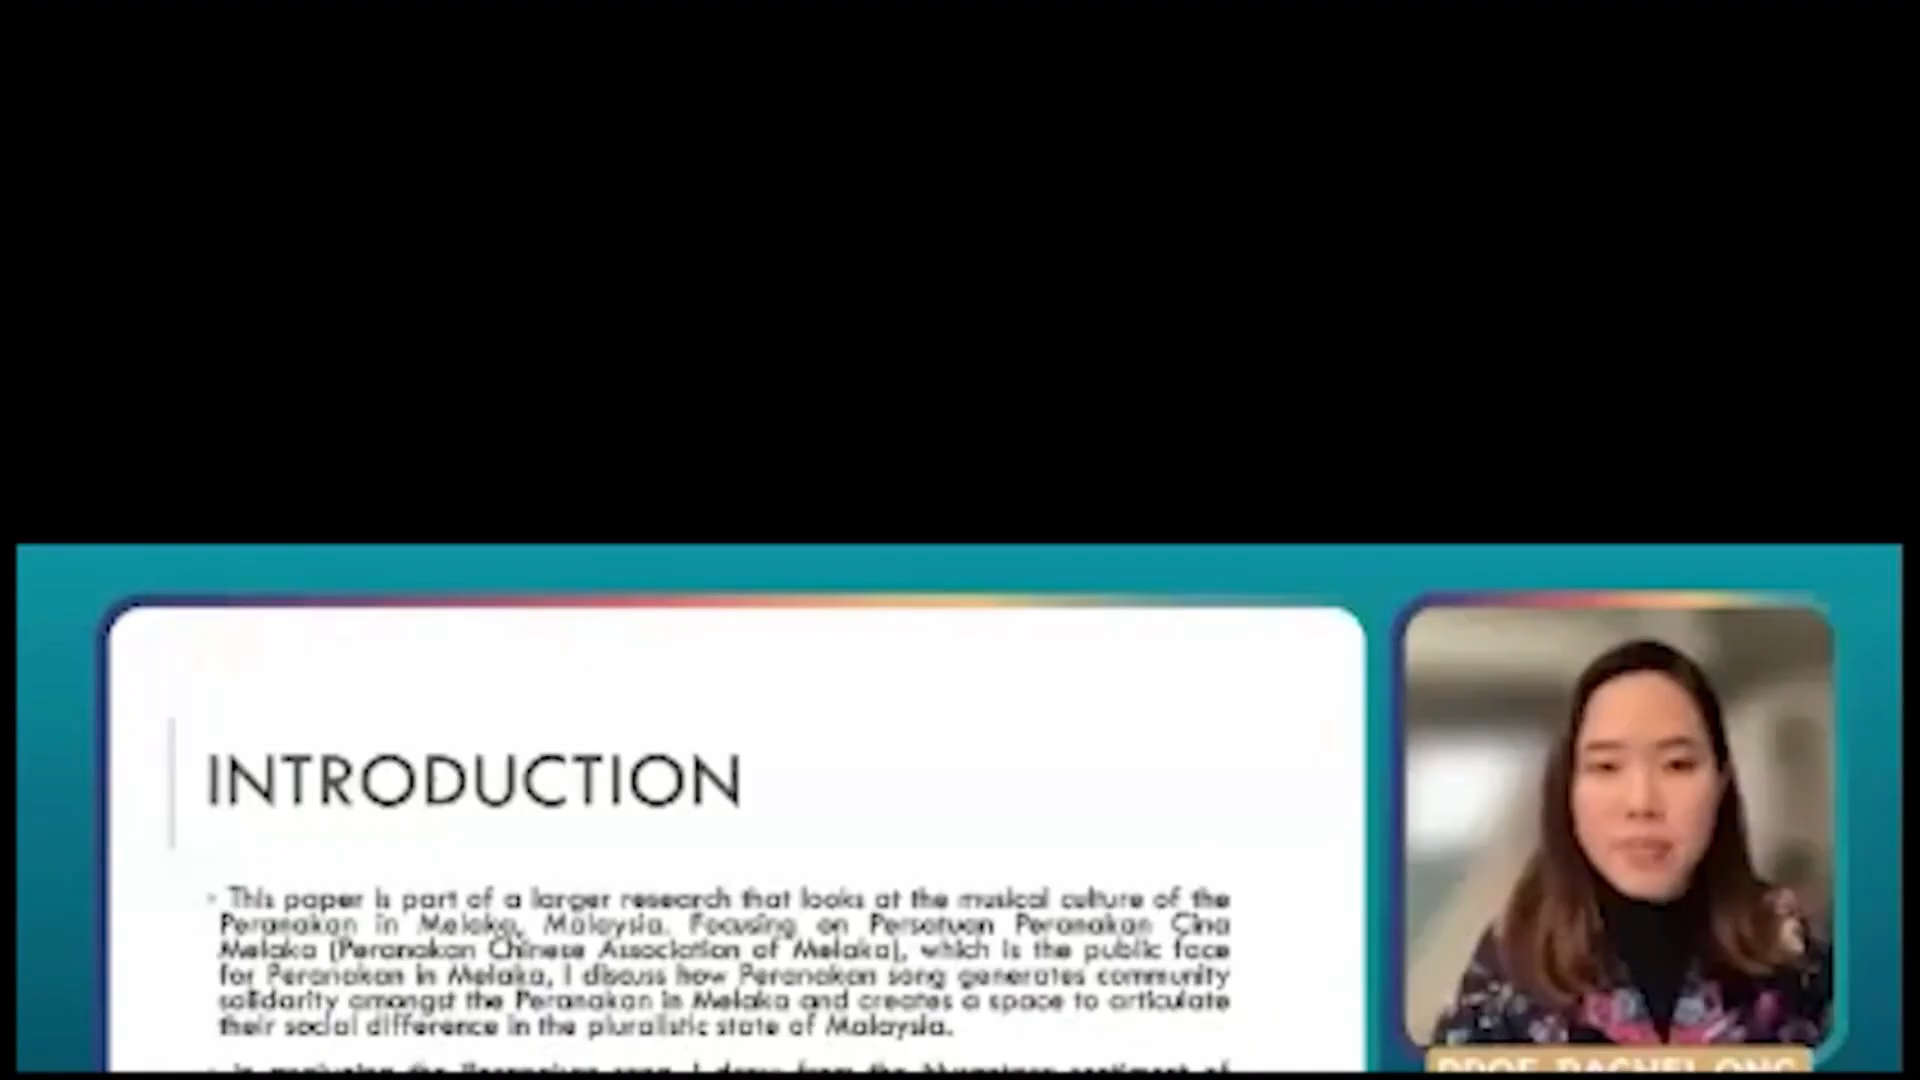 INTRODUCTION
This paper is part of a larger research that looks at the musical culture of the
Peranakan in Melaka, Malaysia. Focusing on Persatuan Peranakan Cina
Melaka (Peranakan Chinese Association of Melaka), which is the public face
for Peranakan in Melaka, I discuss how Peranakan song generates community
solidarity amongst the Peranakan in Melaka and creates a space to articulate
their social difference in the pluralistic state of Malaysia.
PROF. RACHEL ONG